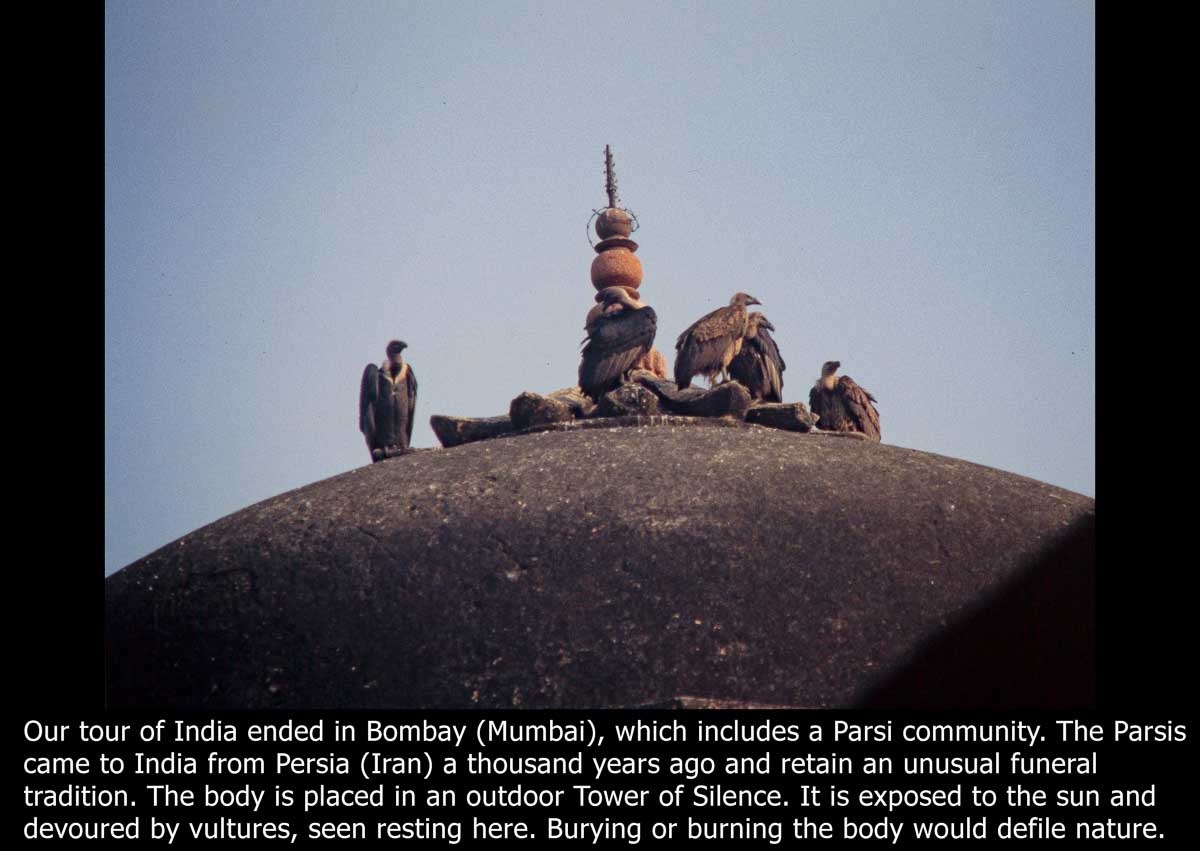 Our tour of India ended in Bombay (Mumbai), which includes a Parsi community. The Parsis
came to India from Persia (Iran) a thousand years ago and retain an unusual funeral
tradition. The body is placed in an outdoor Tower of Silence. It is exposed to the sun and
devoured by vultures, seen resting here. Burying or burning the body would defile nature.